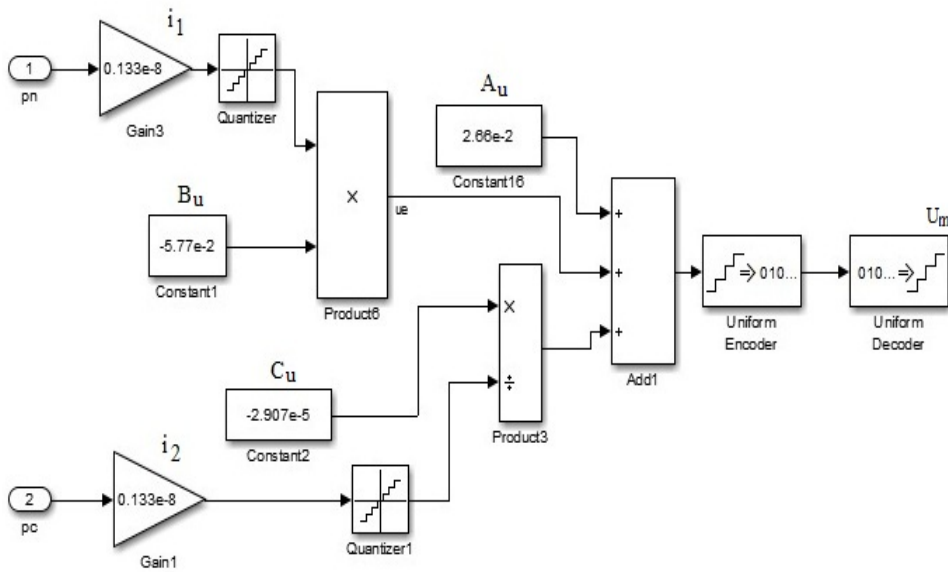 i1
1
pn
0.133e-8
Gain3
Quantizer
Bu
-5.77e-2
Constant1
×
Product6
ue
Au
2.66e-2
Constant16
Cu
-2.907e-5
Constant2
×
÷
Product3
+
+
+
Add1
010...
Uniform
Encoder
Um
010...
Uniform
Decoder
i2
2
pc
0.133e-8
Gain1
Quantizer1